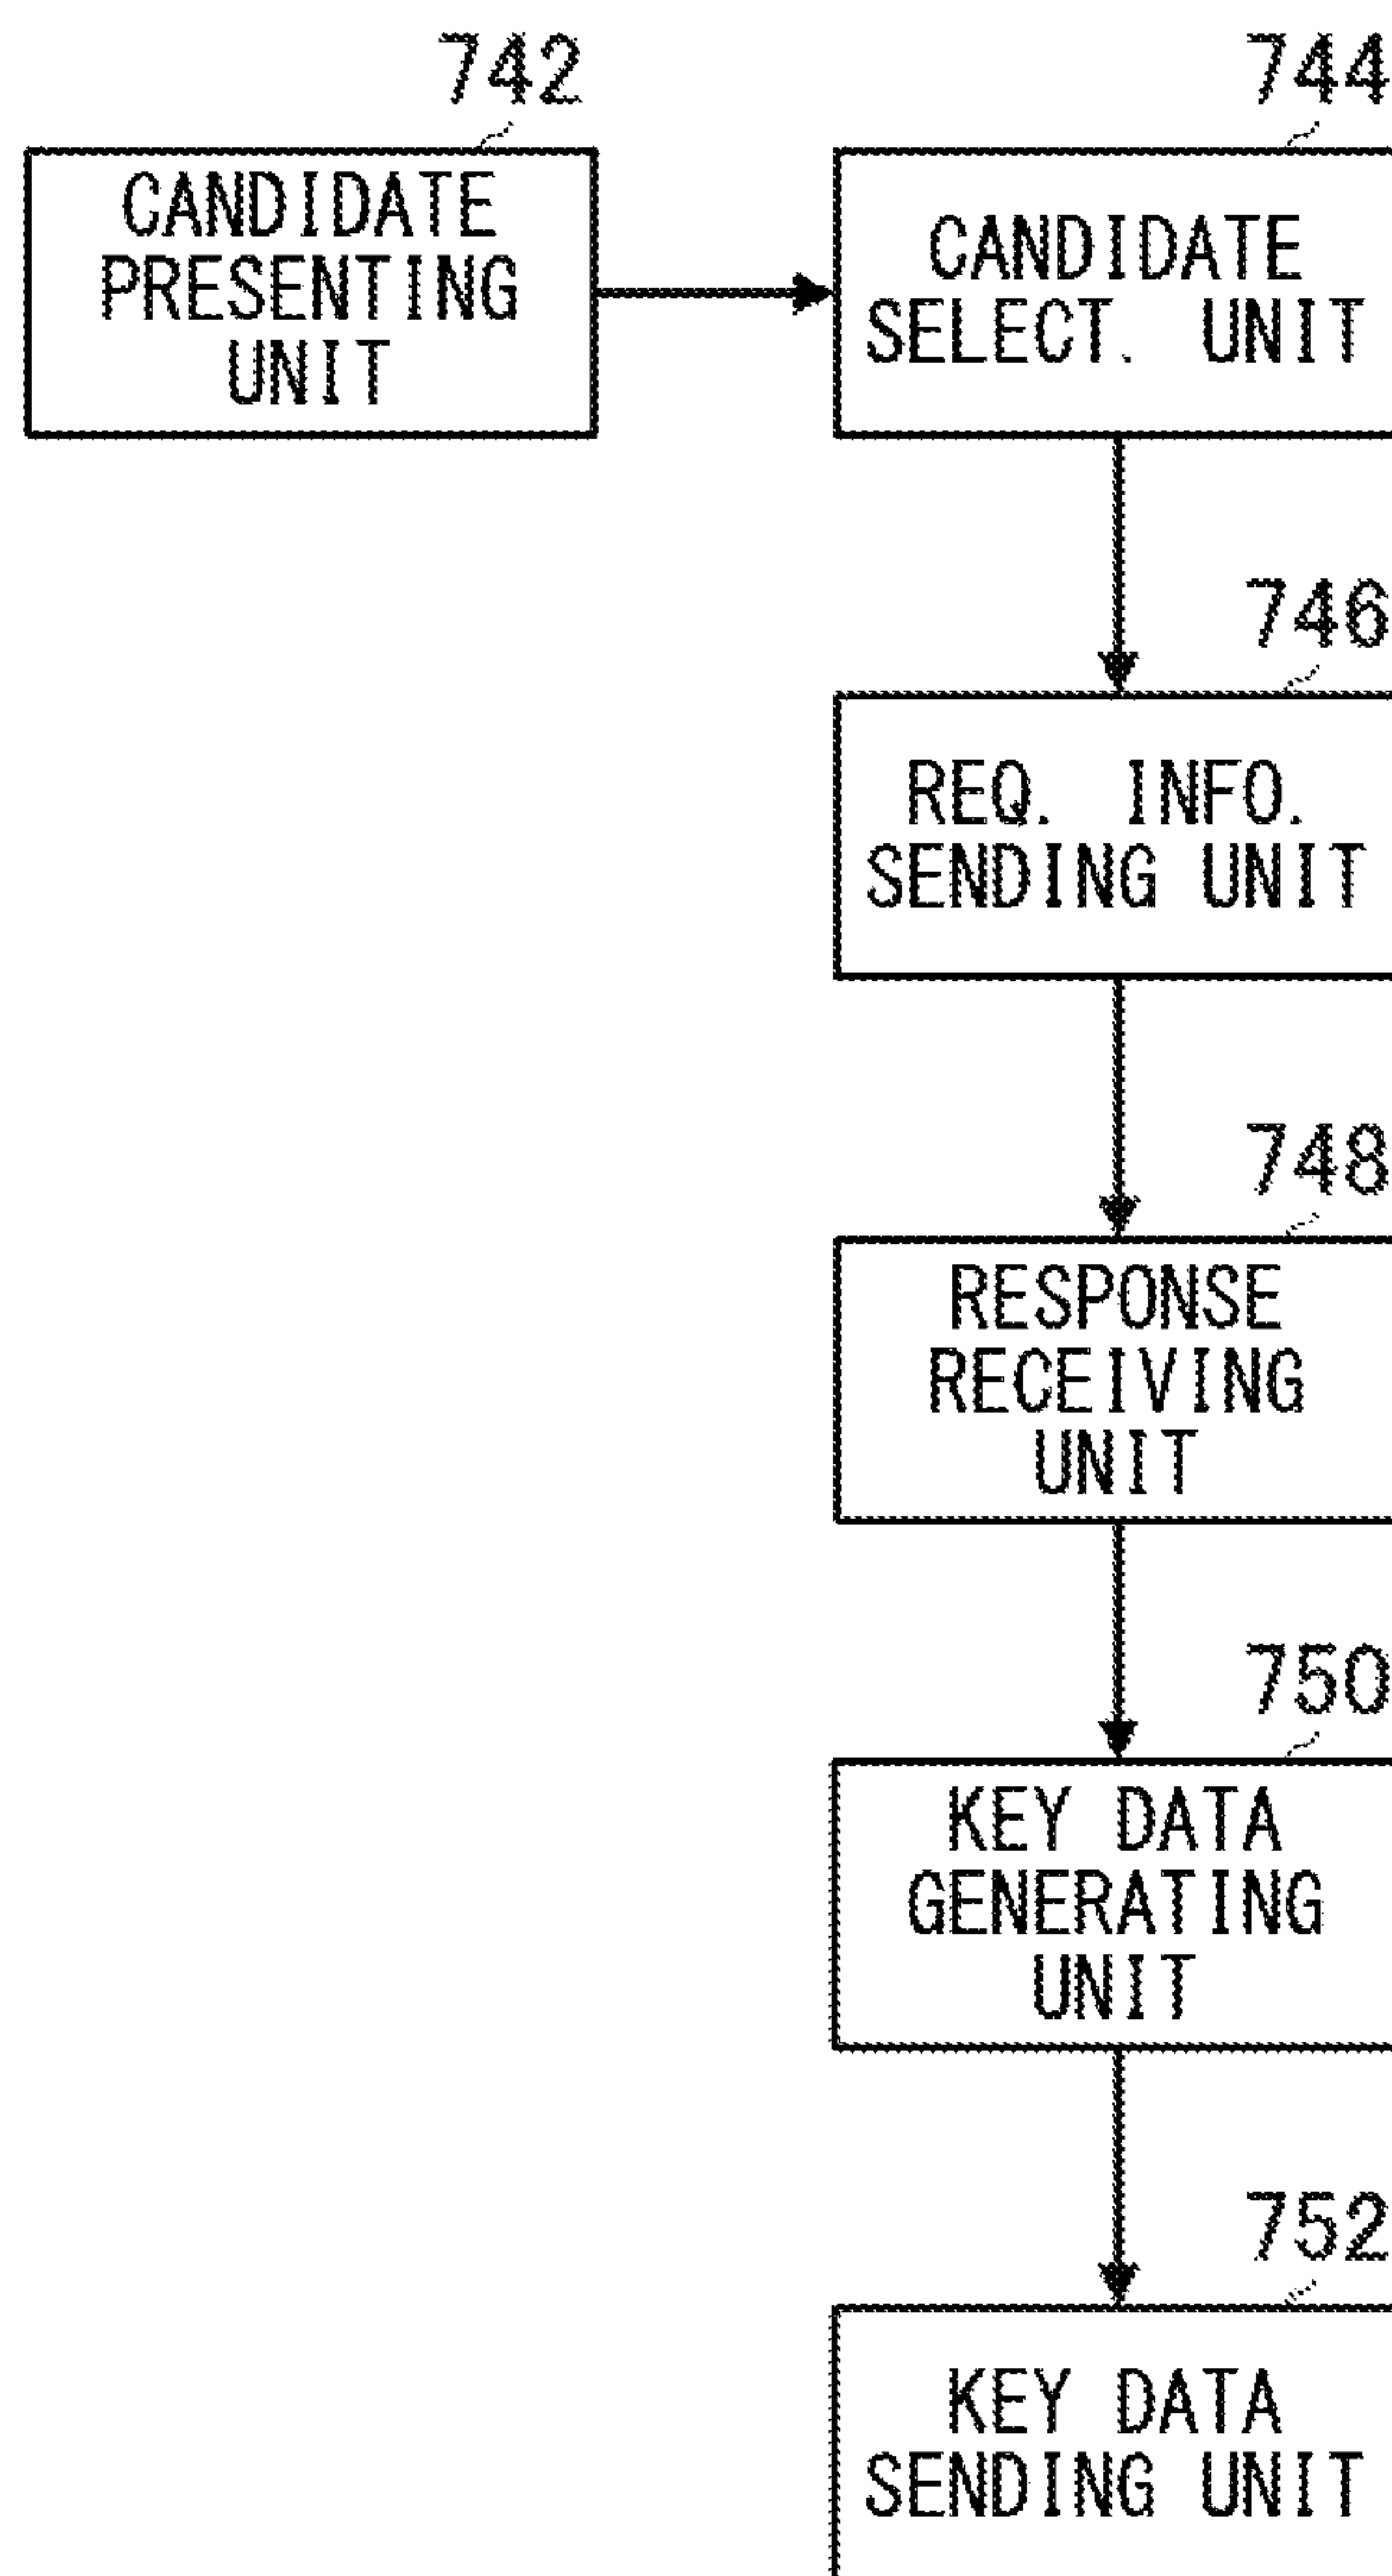 742
CANDIDATE
PRESENTING
UNIT
744
CANDIDATE
SELECT. UNIT
746
REQ. INFO.
SENDING UNIT
748
RESPONSE
RECEIVING
UNIT
750
KEY DATA
GENERATING
UNIT
752
KEY DATA
SENDING UNIT